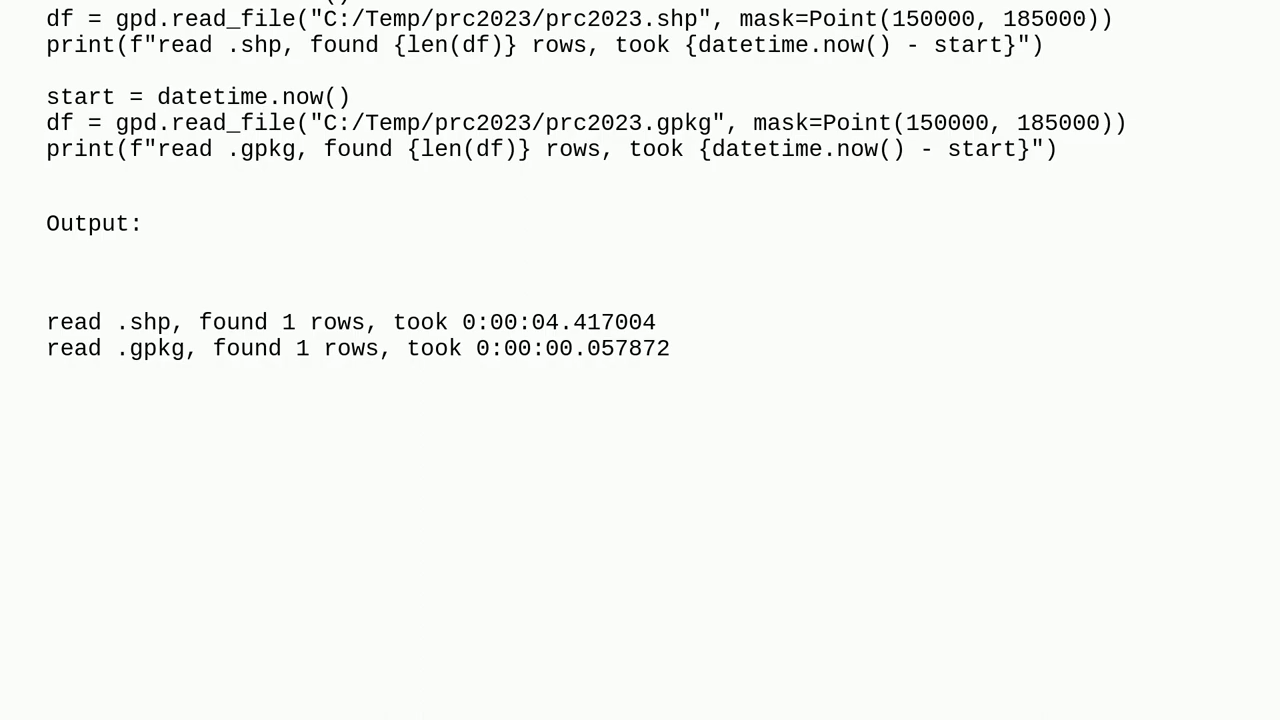 ()
df = gpd.read_file("C:/Temp/prc2023/prc2023.shp", mask=Point(150000, 185000))
print(f"read .shp, found {len(df)} rows, took {datetime.now() - start}")
start = datetime.now()
df = gpd.read_file("C:/Temp/prc2023/prc2023.gpkg", mask=Point(150000, 185000))
print(f"read .gpkg, found {len(df)} rows, took {datetime.now() - start}")
Output:
read .shp, found 1 rows, took 0:00:04.417004
read .gpkg, found 1 rows, took 0:00:00.057872